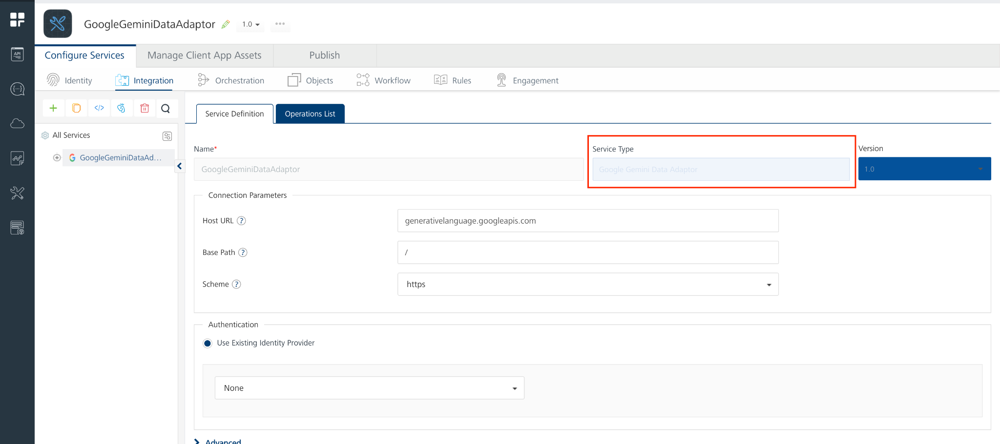 GoogleGeminiDataAdaptor 1.0
Configure Services Manage Client App Assets Publish
API
Identity Integration Orchestration Objects Workflow Rules Engagement
Service Definition Operations List
All Services
GoogleGeminiDataAd...
Name* Service Type Version
GoogleGeminiDataAdaptor Google Gemini Data Adaptor 1.0
Connection Parameters
Host URL ? generativelanguage.googleapis.com
Base Path ? /
Scheme ? https
Authentication
Use Existing Identity Provider
None
Advanced